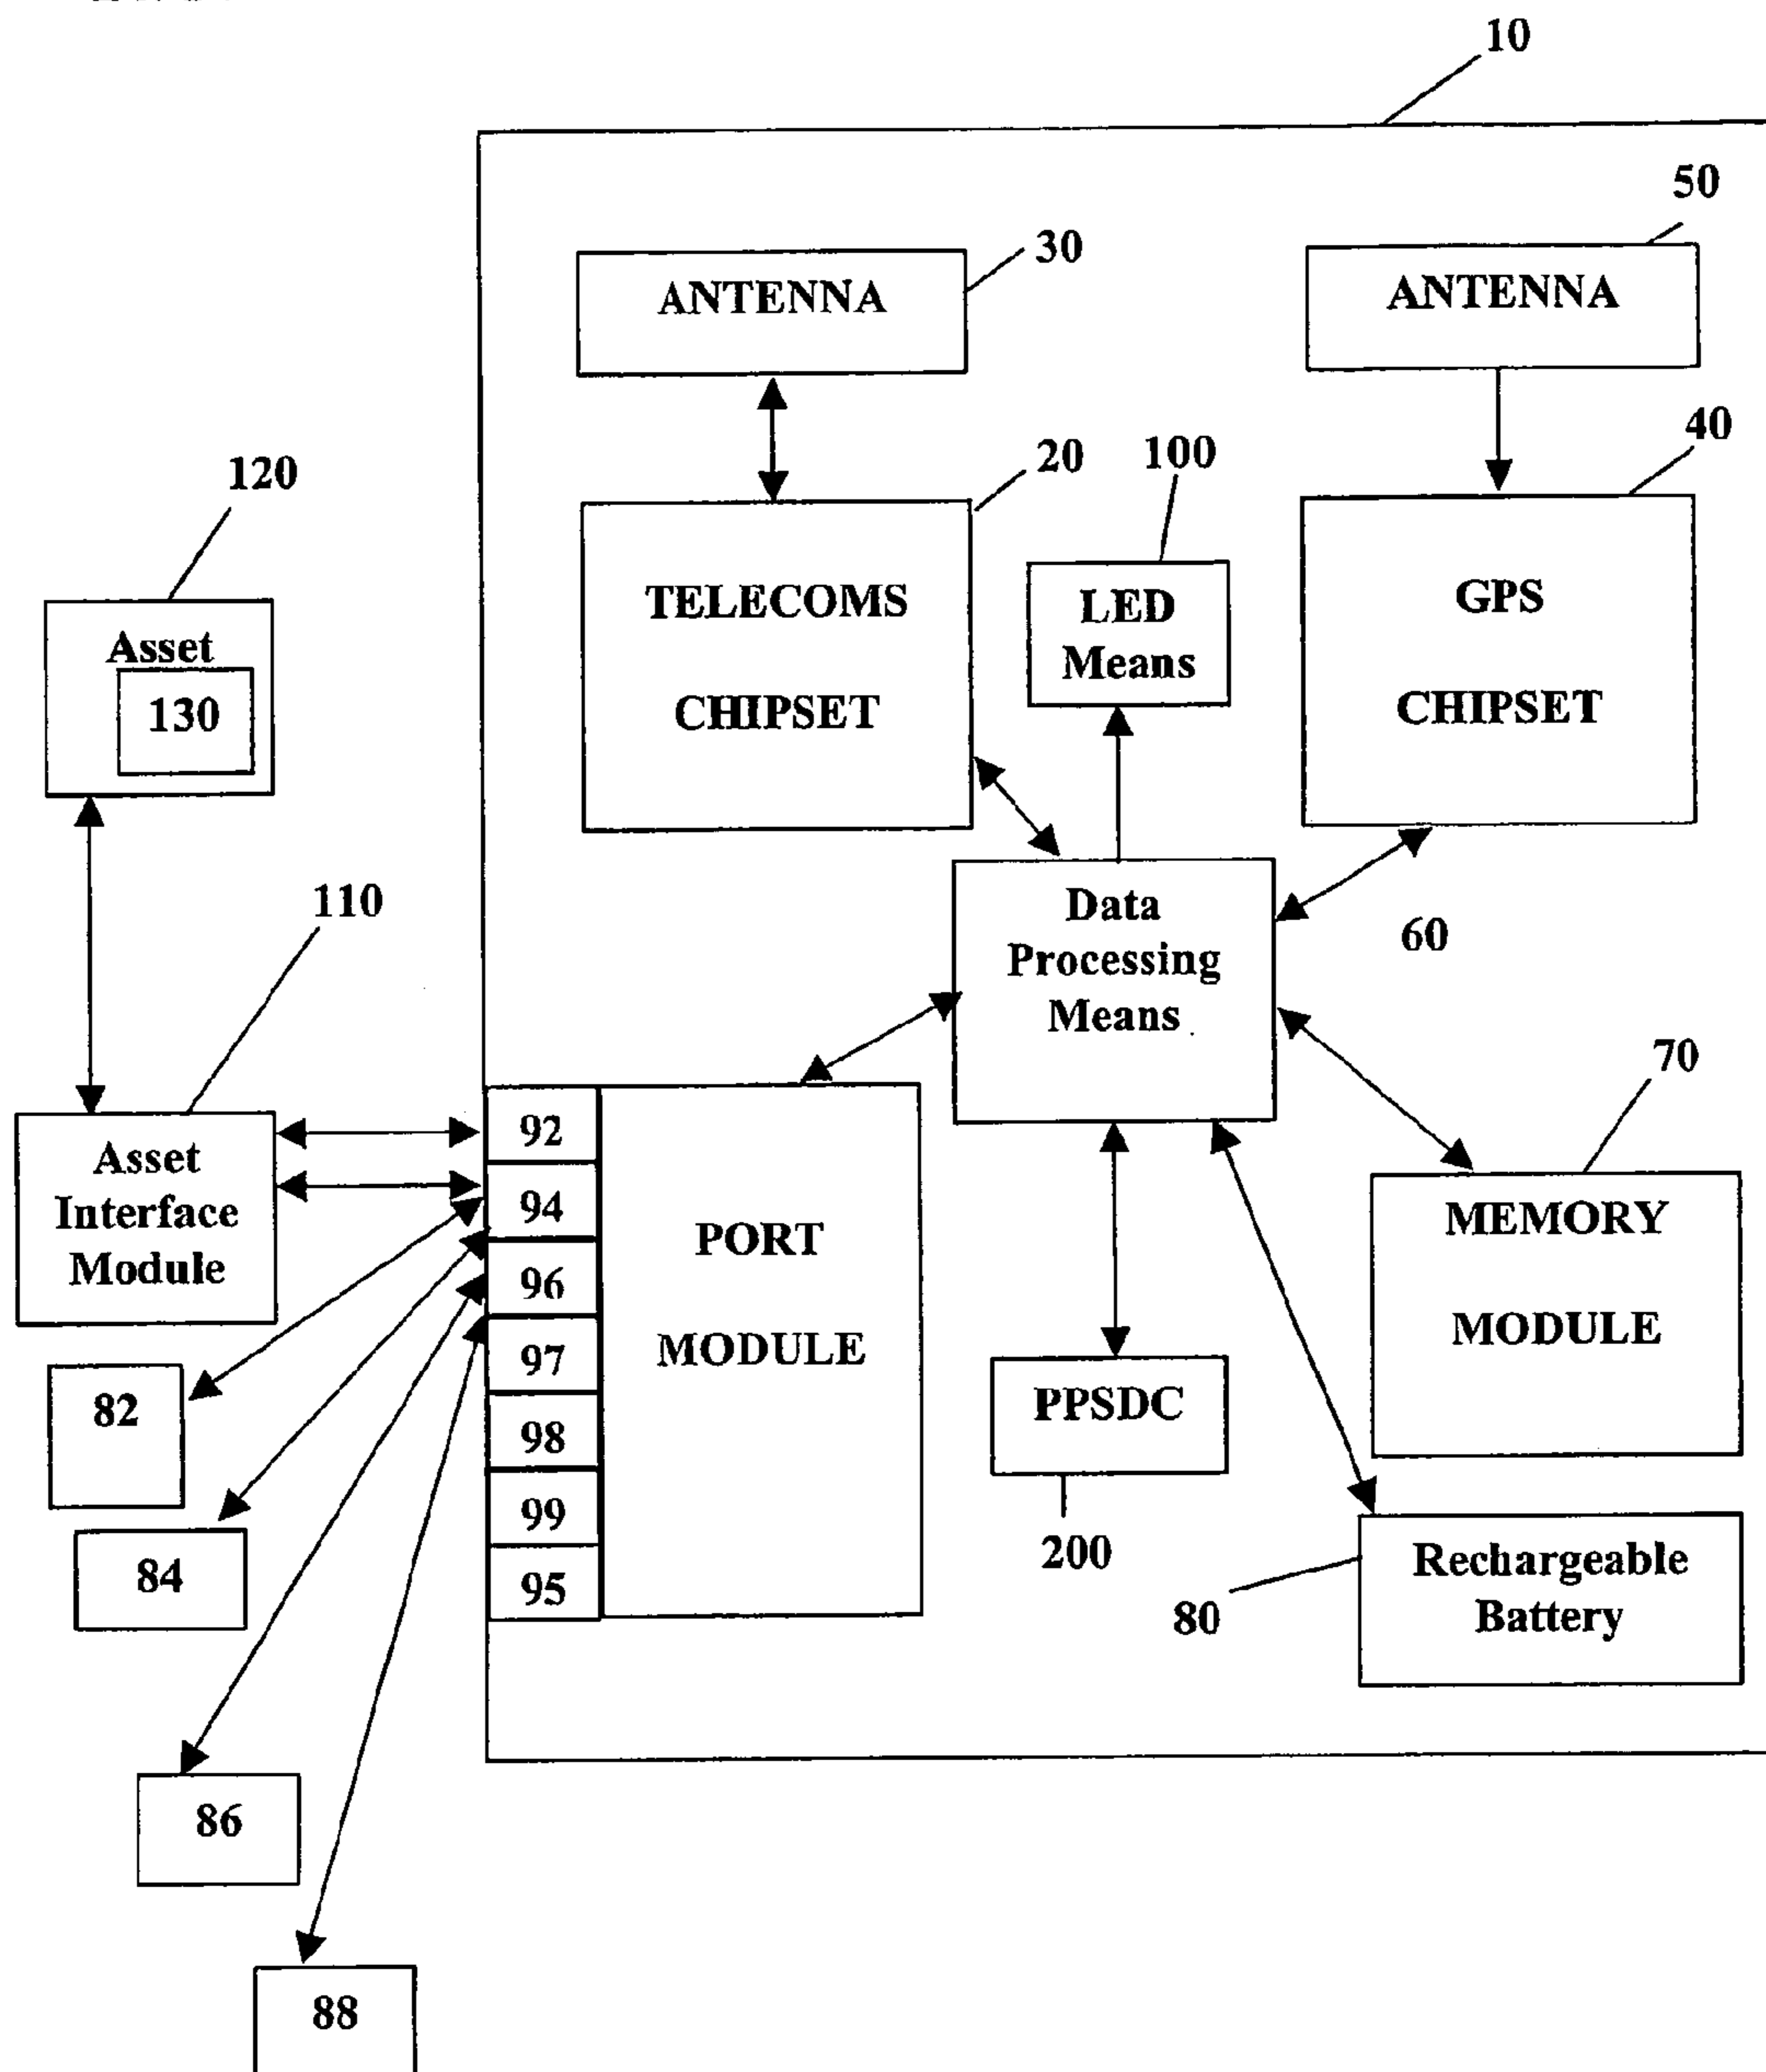 10
50
30
ANTENNA
ANTENNA
40
20
100
120
TELECOMS
CHIPSET
LED
Means
GPS
CHIPSET
Asset
130
110
Data
Processing
Means
60
70
92
94
96
97
98
99
95
PORT
MODULE
Asset
Interface
Module
MEMORY
MODULE
82
PPSDC
84
200
80
Rechargeable
Battery
86
88